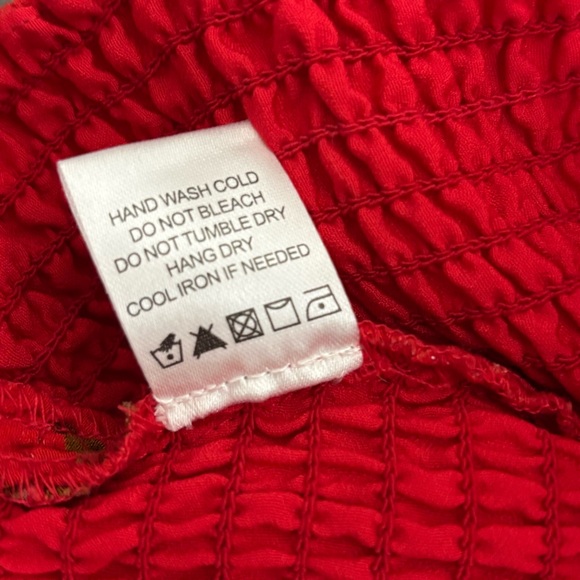 HAND WASH COLD
DO NOT BLEACH
DO NOT TUMBLE DRY
HANG DRY
COOL IRON IF NEEDED